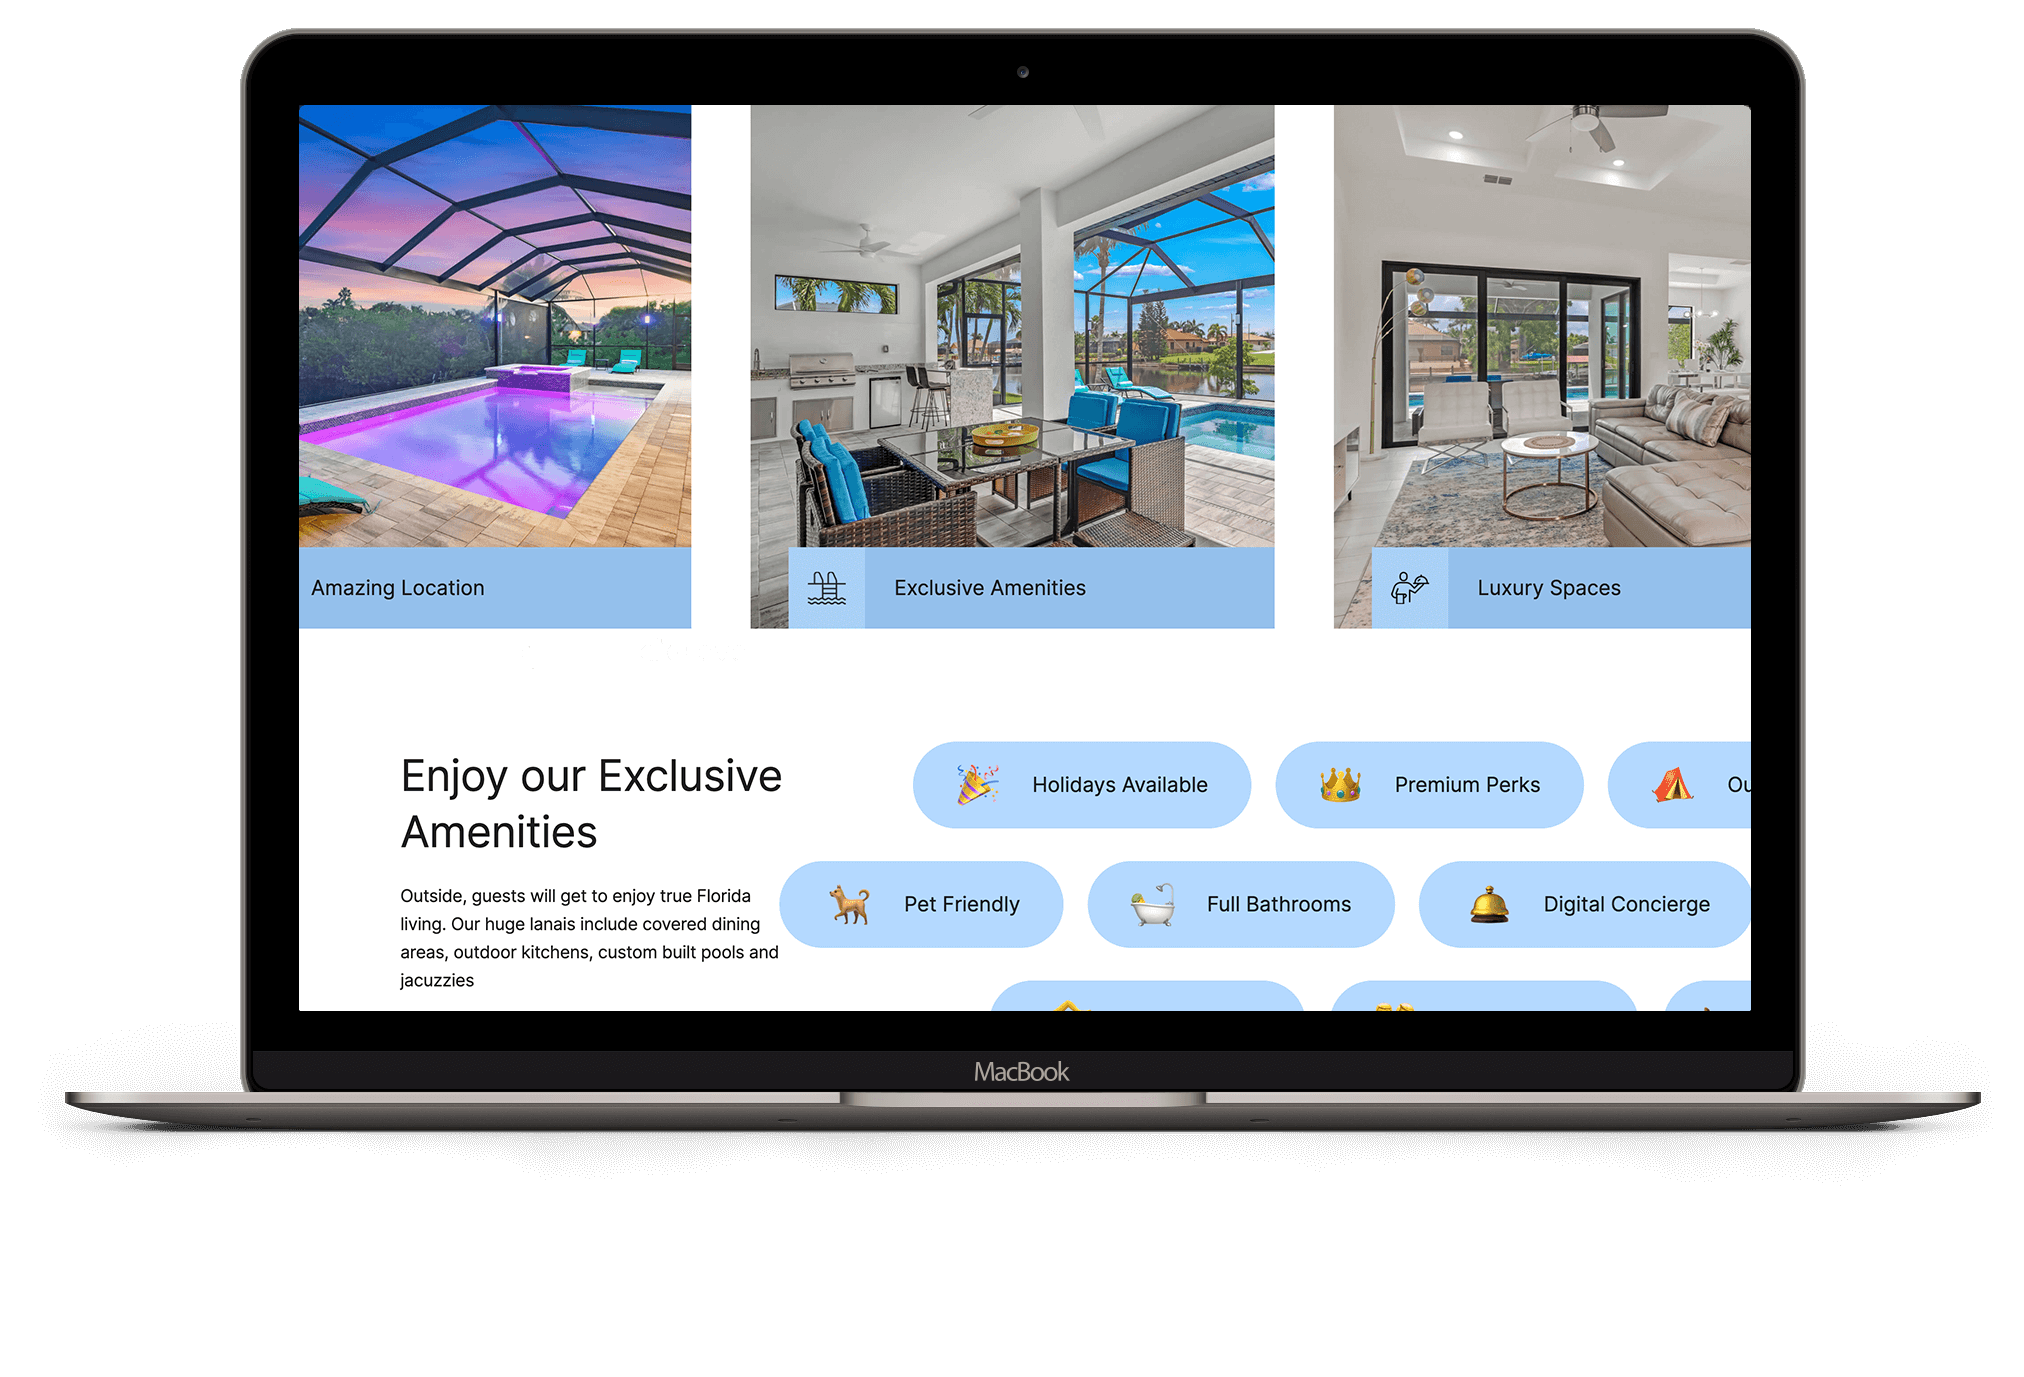 Amazing Location
Exclusive Amenities
Luxury Spaces
Enjoy our Exclusive
Amenities
Outside, guests will get to enjoy true Florida
living. Our huge lanais include covered dining
areas, outdoor kitchens, custom built pools and
jacuzzies
Holidays Available
Premium Perks
Pet Friendly
Full Bathrooms
Digital Concierge
MacBook